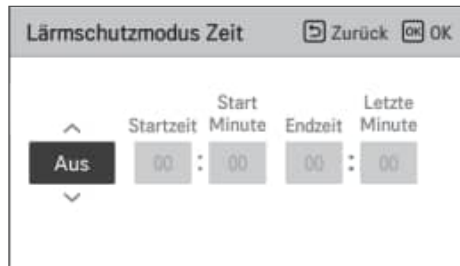 Lärmschutzmodus Zeit Zurück OK OK
Start Letzte
Startzeit Minute Endzeit Minute
Aus 00 : 00 00 : 00